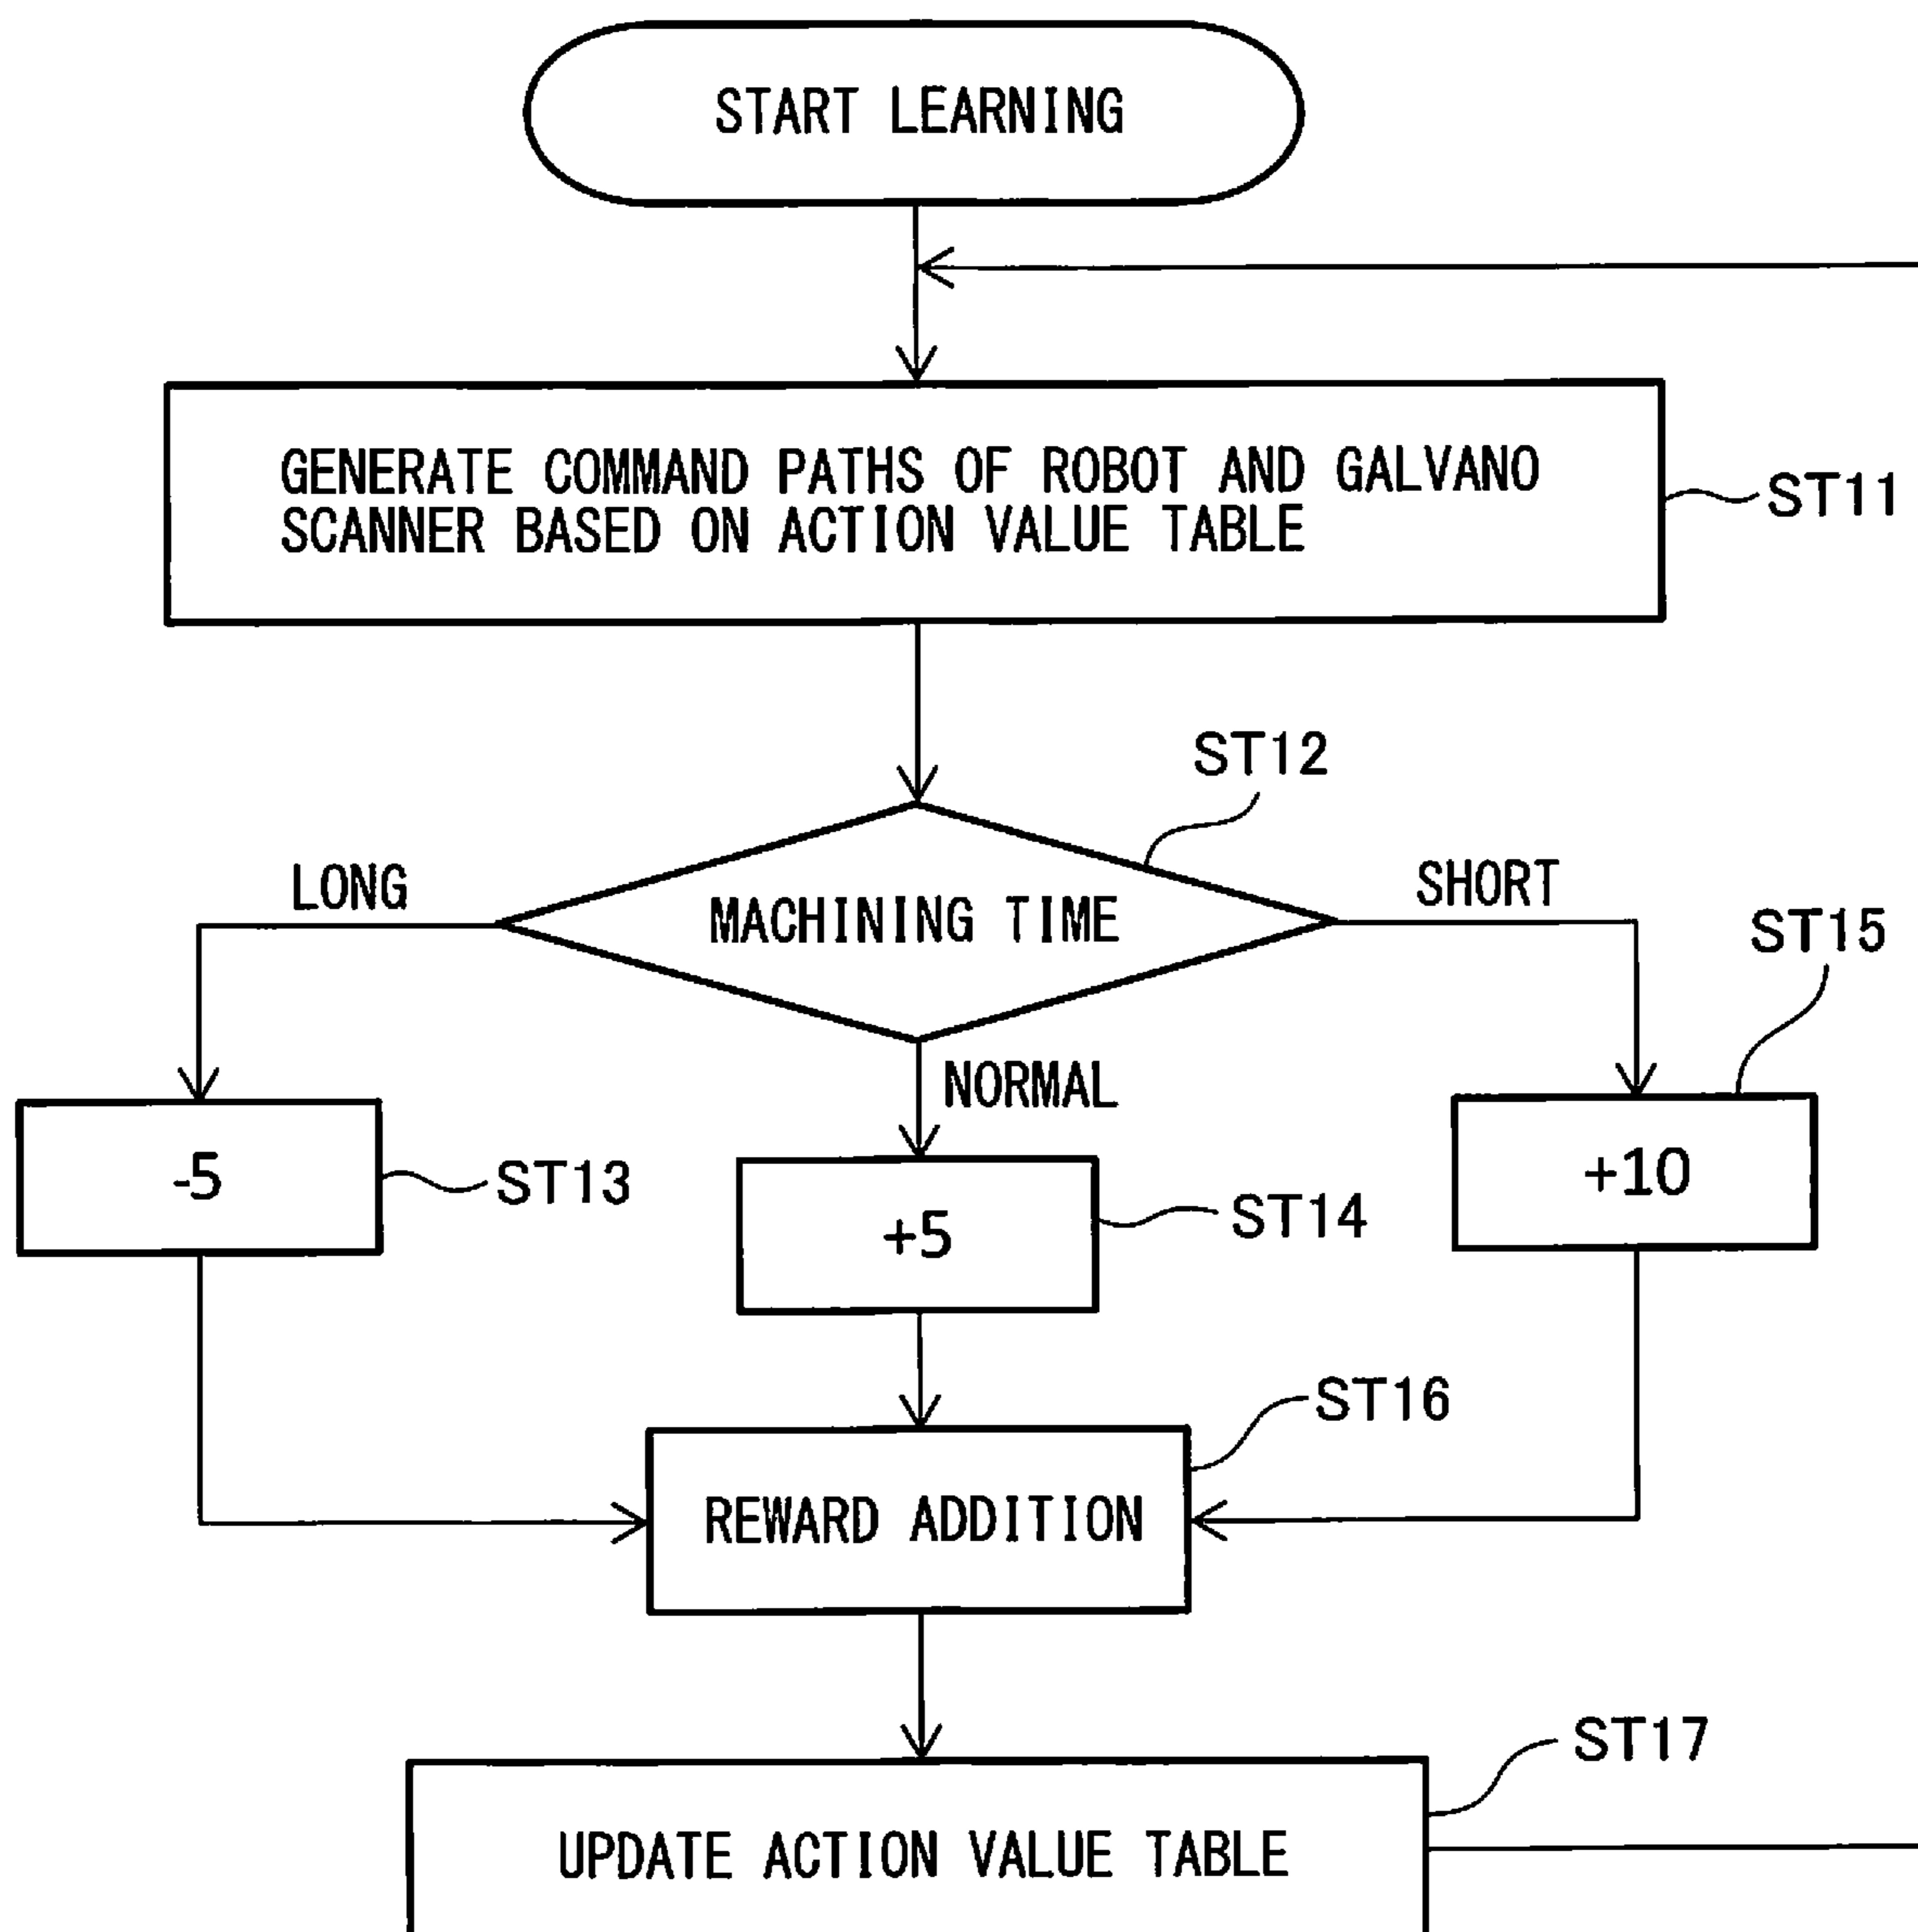 START LEARNING
GENERATE COMMAND PATHS OF ROBOT AND GALVANO
SCANNER BASED ON ACTION VALUE TABLE
ST11
ST12
LONG
MACHINING TIME
SHORT
ST15
NORMAL
-5
ST13
+5
ST14
+10
ST16
REWARD ADDITION
ST17
UPDATE ACTION VALUE TABLE